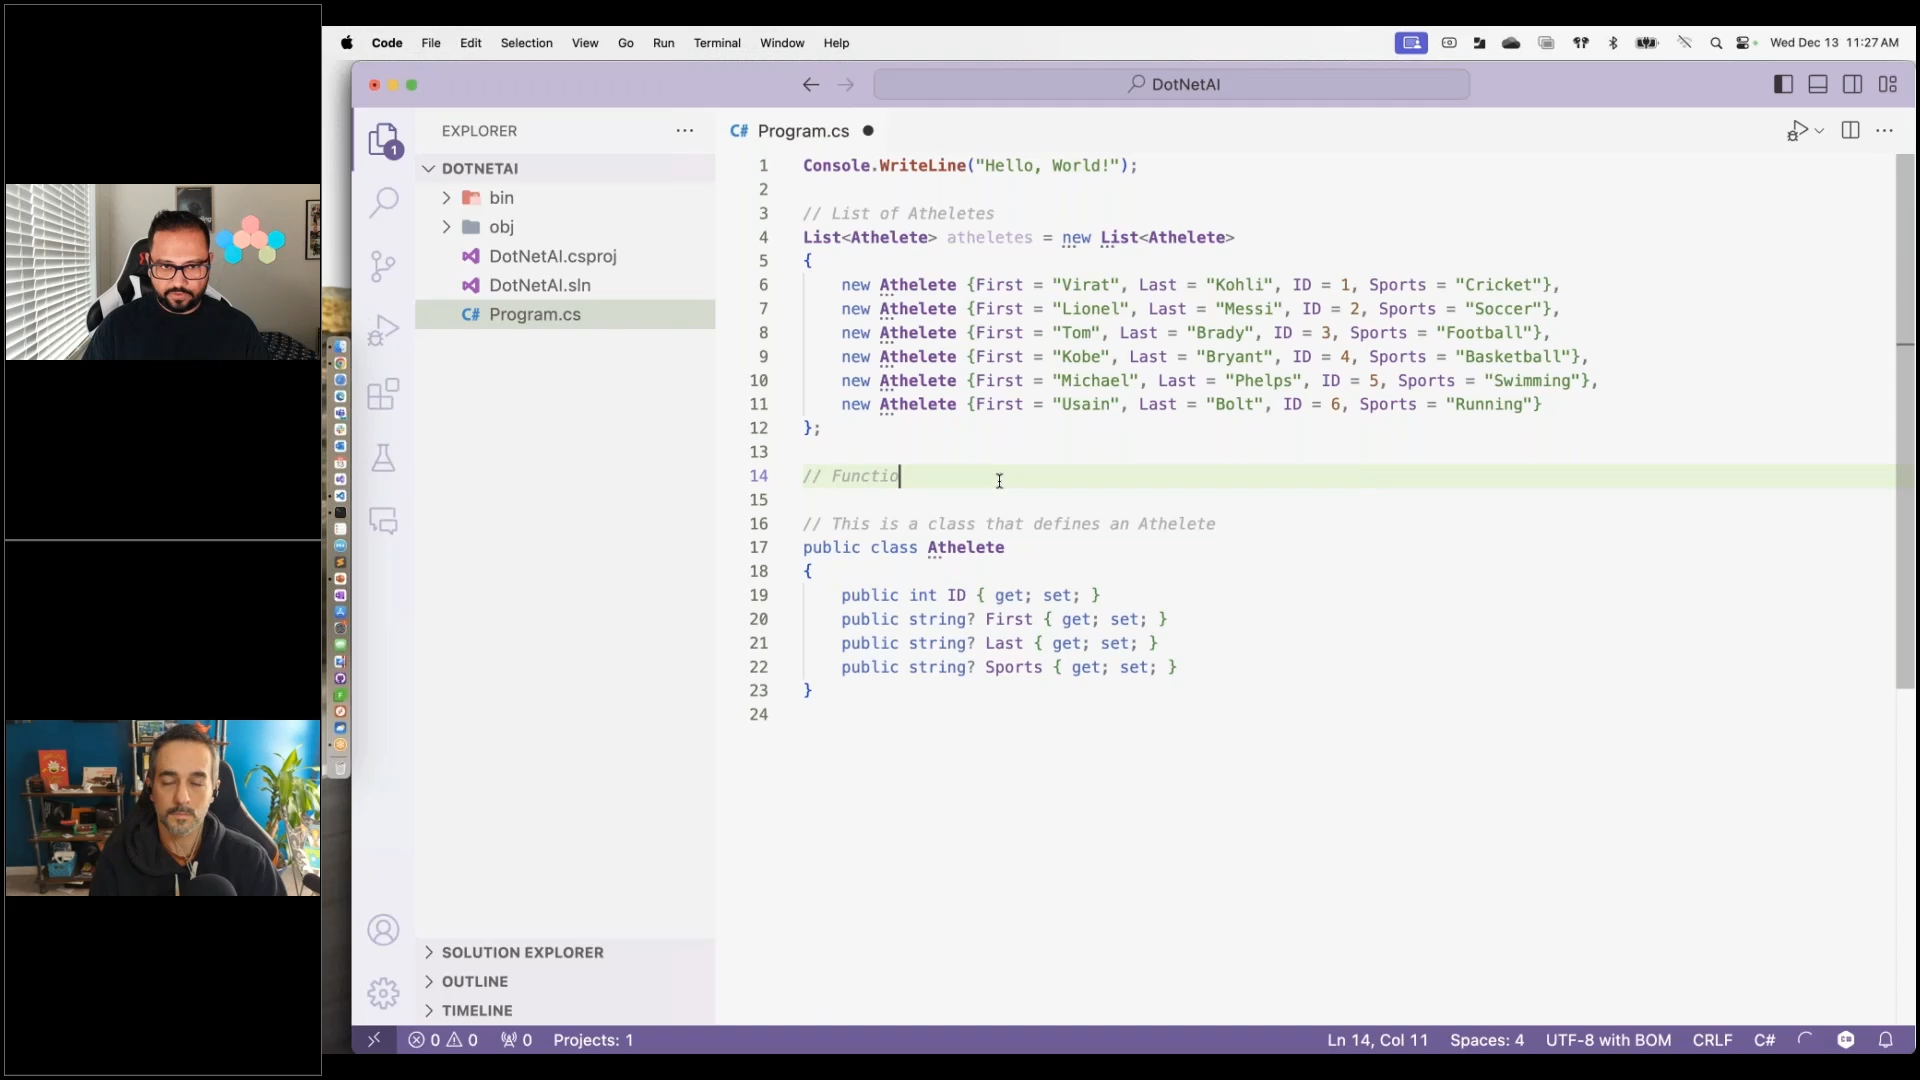 Code File Edit Selection View Go Run Terminal Window Help
Wed Dec 13 11:27 AM
DotNetAI
EXPLORER
DOTNETAI
bin
obj
DotNetAI.csproj
DotNetAI.sln
C# Program.cs
1
SOLUTION EXPLORER
OUTLINE
TIMELINE
C# Program.cs
1 Console.WriteLine("Hello, World!");
2
3 // List of Atheletes
4 List<Athelete> atheletes = new List<Athelete>
5 {
6 new Athelete {First = "Virat", Last = "Kohli", ID = 1, Sports = "Cricket"},
7 new Athelete {First = "Lionel", Last = "Messi", ID = 2, Sports = "Soccer"},
8 new Athelete {First = "Tom", Last = "Brady", ID = 3, Sports = "Football"},
9 new Athelete {First = "Kobe", Last = "Bryant", ID = 4, Sports = "Basketball"},
10 new Athelete {First = "Michael", Last = "Phelps", ID = 5, Sports = "Swimming"},
11 new Athelete {First = "Usain", Last = "Bolt", ID = 6, Sports = "Running"}
12 };
13
14 // Functio
15
16 // This is a class that defines an Athelete
17 public class Athelete
18 {
19 public int ID { get; set; }
20 public string? First { get; set; }
21 public string? Last { get; set; }
22 public string? Sports { get; set; }
23 }
24
0 0 0 Projects: 1
Ln 14, Col 11 Spaces: 4 UTF-8 with BOM CRLF C#